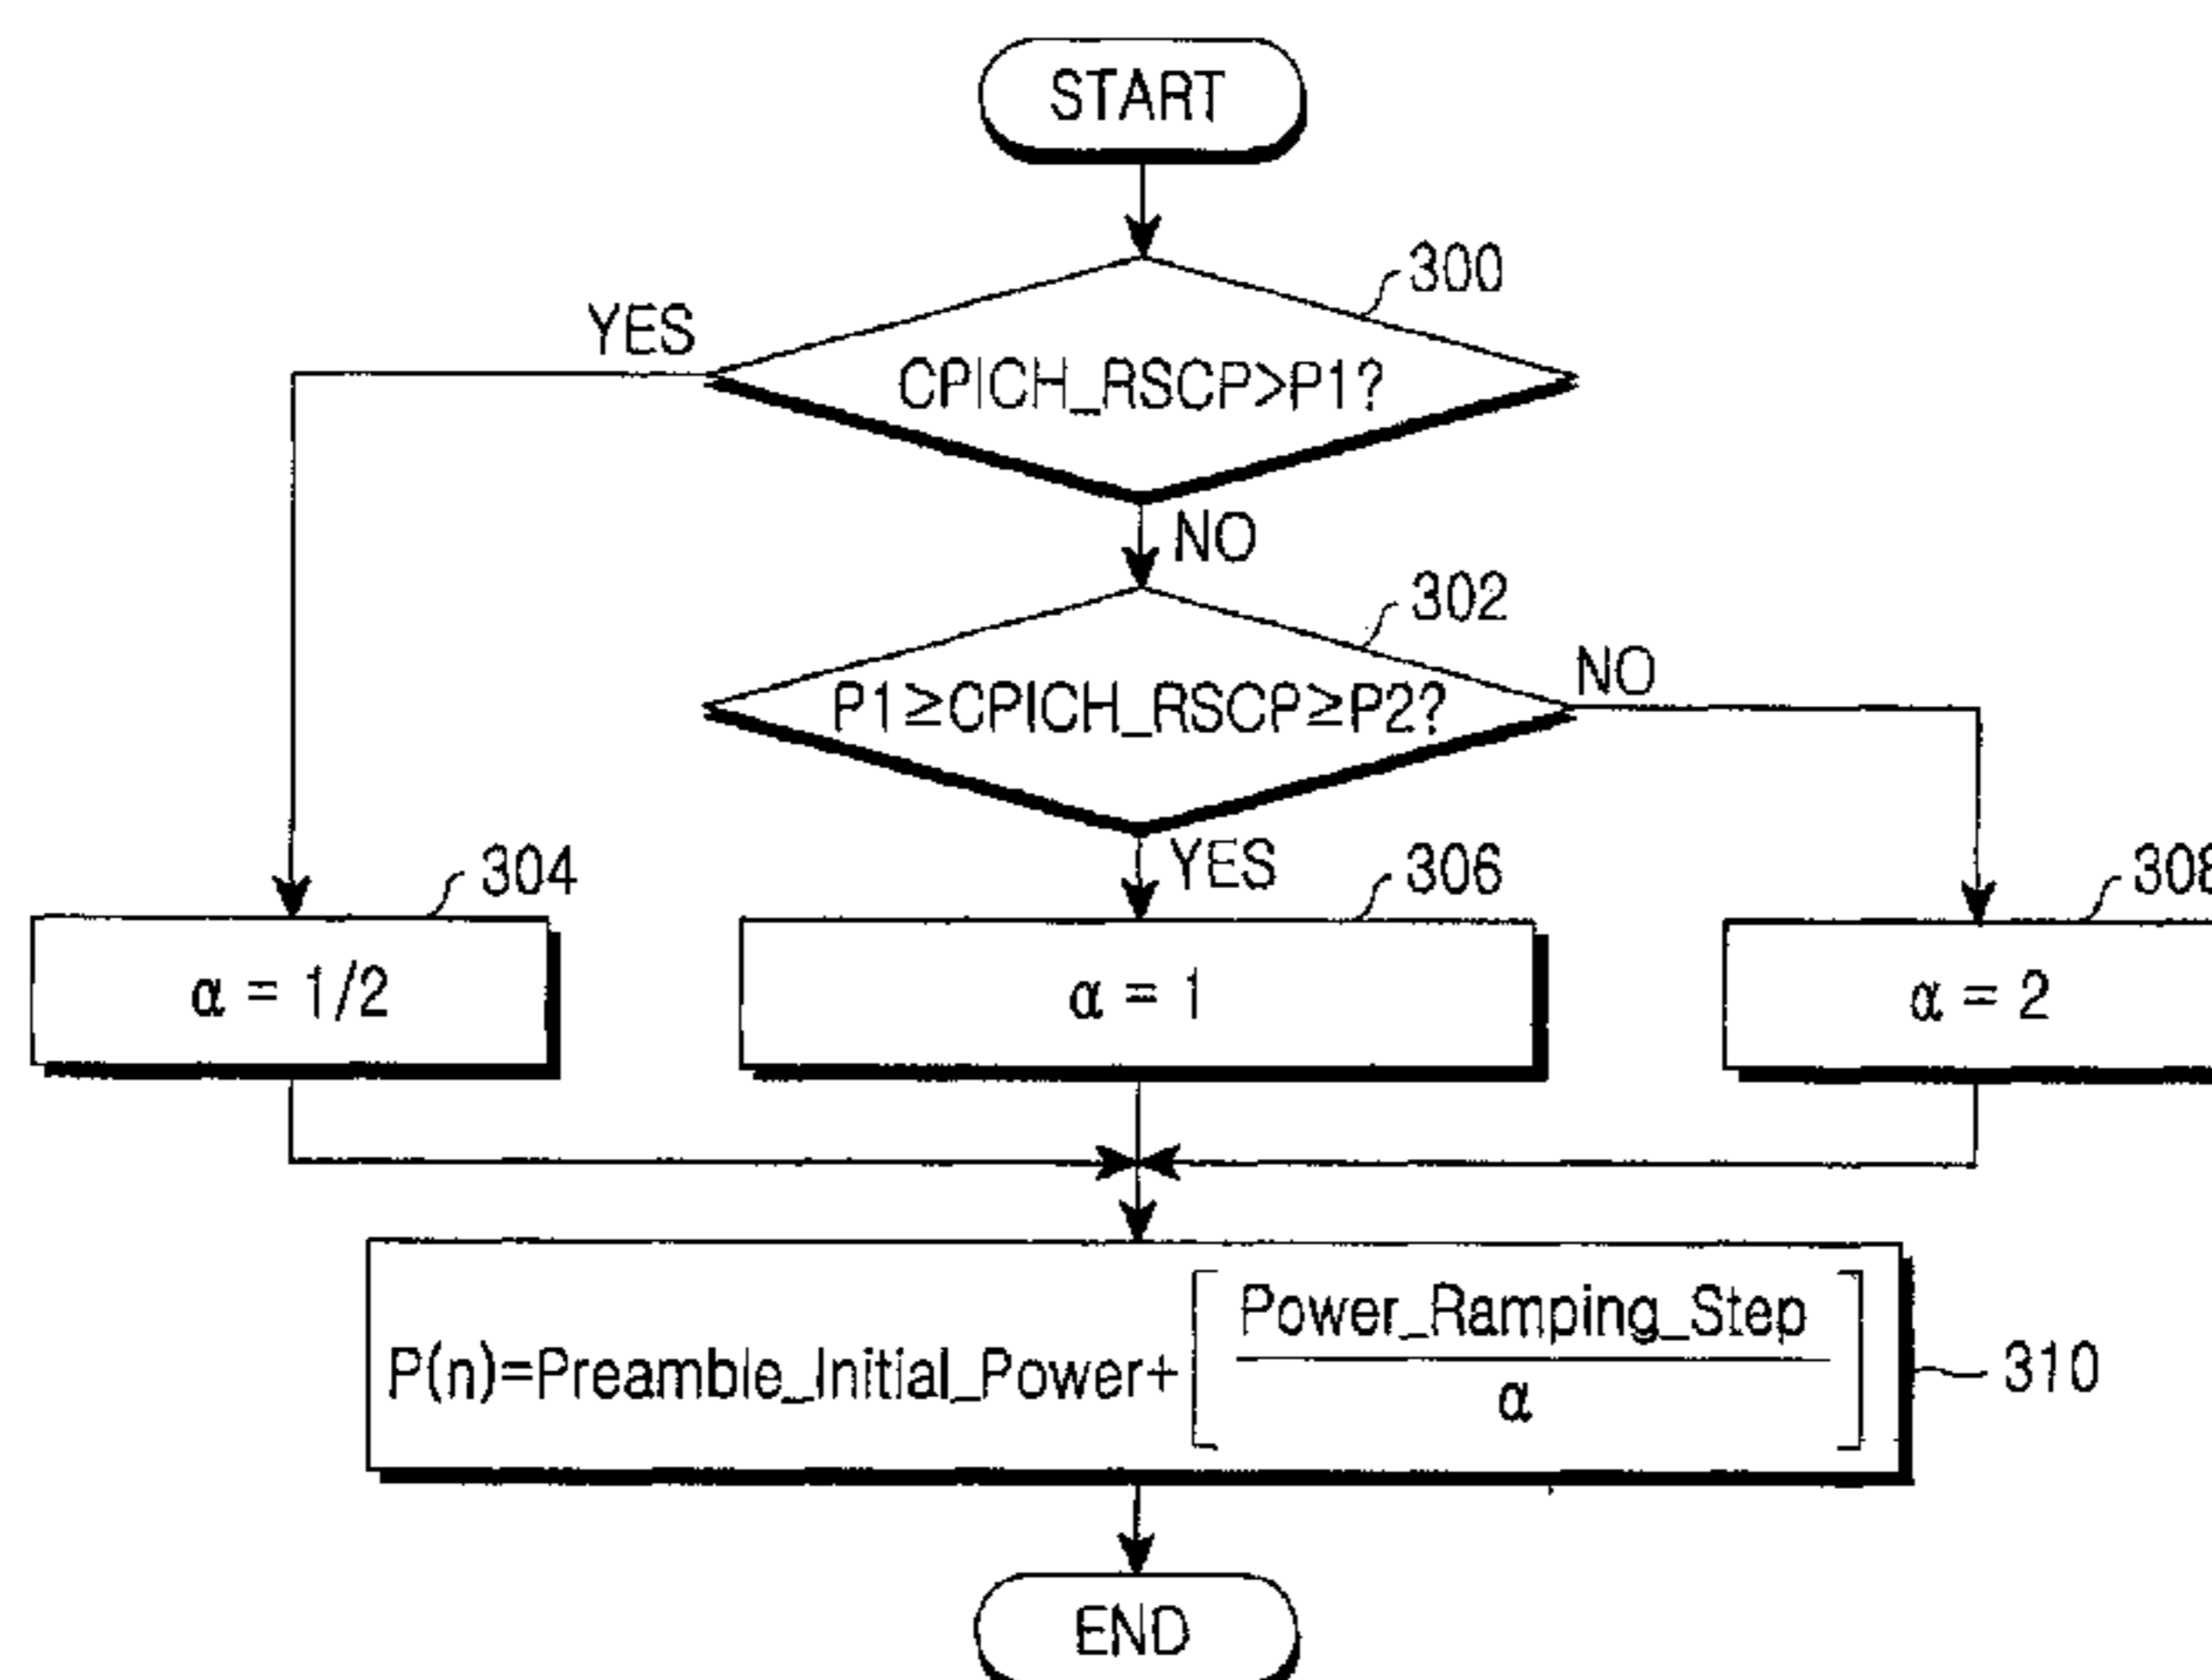 START
300
YES
CPICH_RSCP>P1?
NO
302
P1≥CPICH_RSCP≥P2?
NO
YES
304
306
308
α = 1/2
α = 1
α = 2
P(n)=Preamble_Initial_Power+[Power_Ramping_Step / α]
310
END